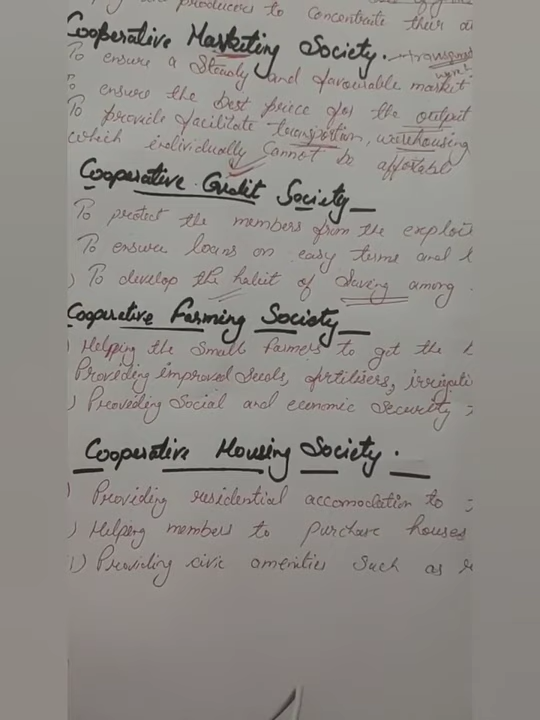 producers to concentrate their
Cooperative Marketing Society.
To ensure a Steady and favourable market
To ensure the best price for the output
To provide facilitate transportion, warehousing
which individually cannot be affotable
Cooperative Credit Society
To protect the members from the exploit
To ensure loans on easy terms and l
) To develop the habit of Saving among
Cooperative Farming Society
) Helping the Small farmers to get the
Providing improved Seeds, fertilisers, irrigati
) Providing Social and economic Security
Cooperative Housing Society.
) Providing residential accomodation to
) Helping members to purchase houses
) Providing civic amenities Such as